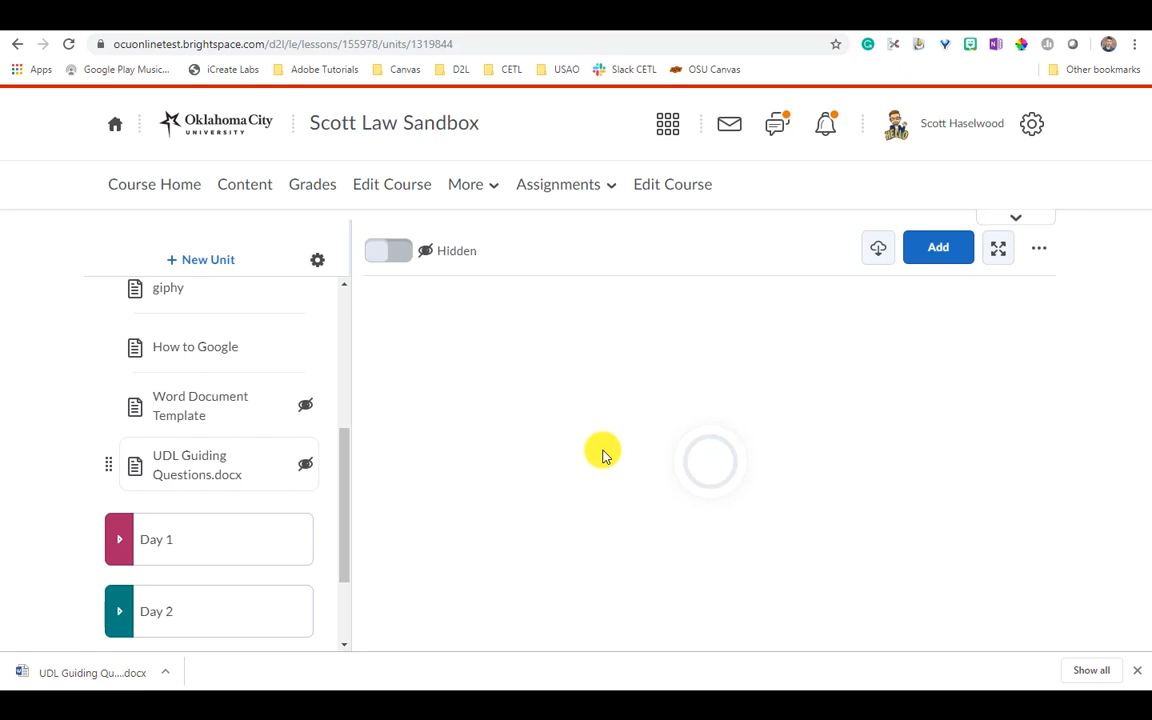 ocuonlinetest.brightspace.com/d2l/le/lessons/155978/units/1319844
Apps
Google Play Music...
iCreate Labs
Adobe Tutorials
Canvas
D2L
CETL
USAO
Slack CETL
OSU Canvas
Other bookmarks
Oklahoma City
UNIVERSITY
Scott Law Sandbox
HELLO
Scott Haselwood
Course Home
Content
Grades
Edit Course
More
Assignments
Edit Course
+ New Unit
Hidden
Add
giphy
How to Google
Word Document
Template
UDL Guiding
Questions.docx
Day 1
Day 2
UDL Guiding Qu....docx
Show all